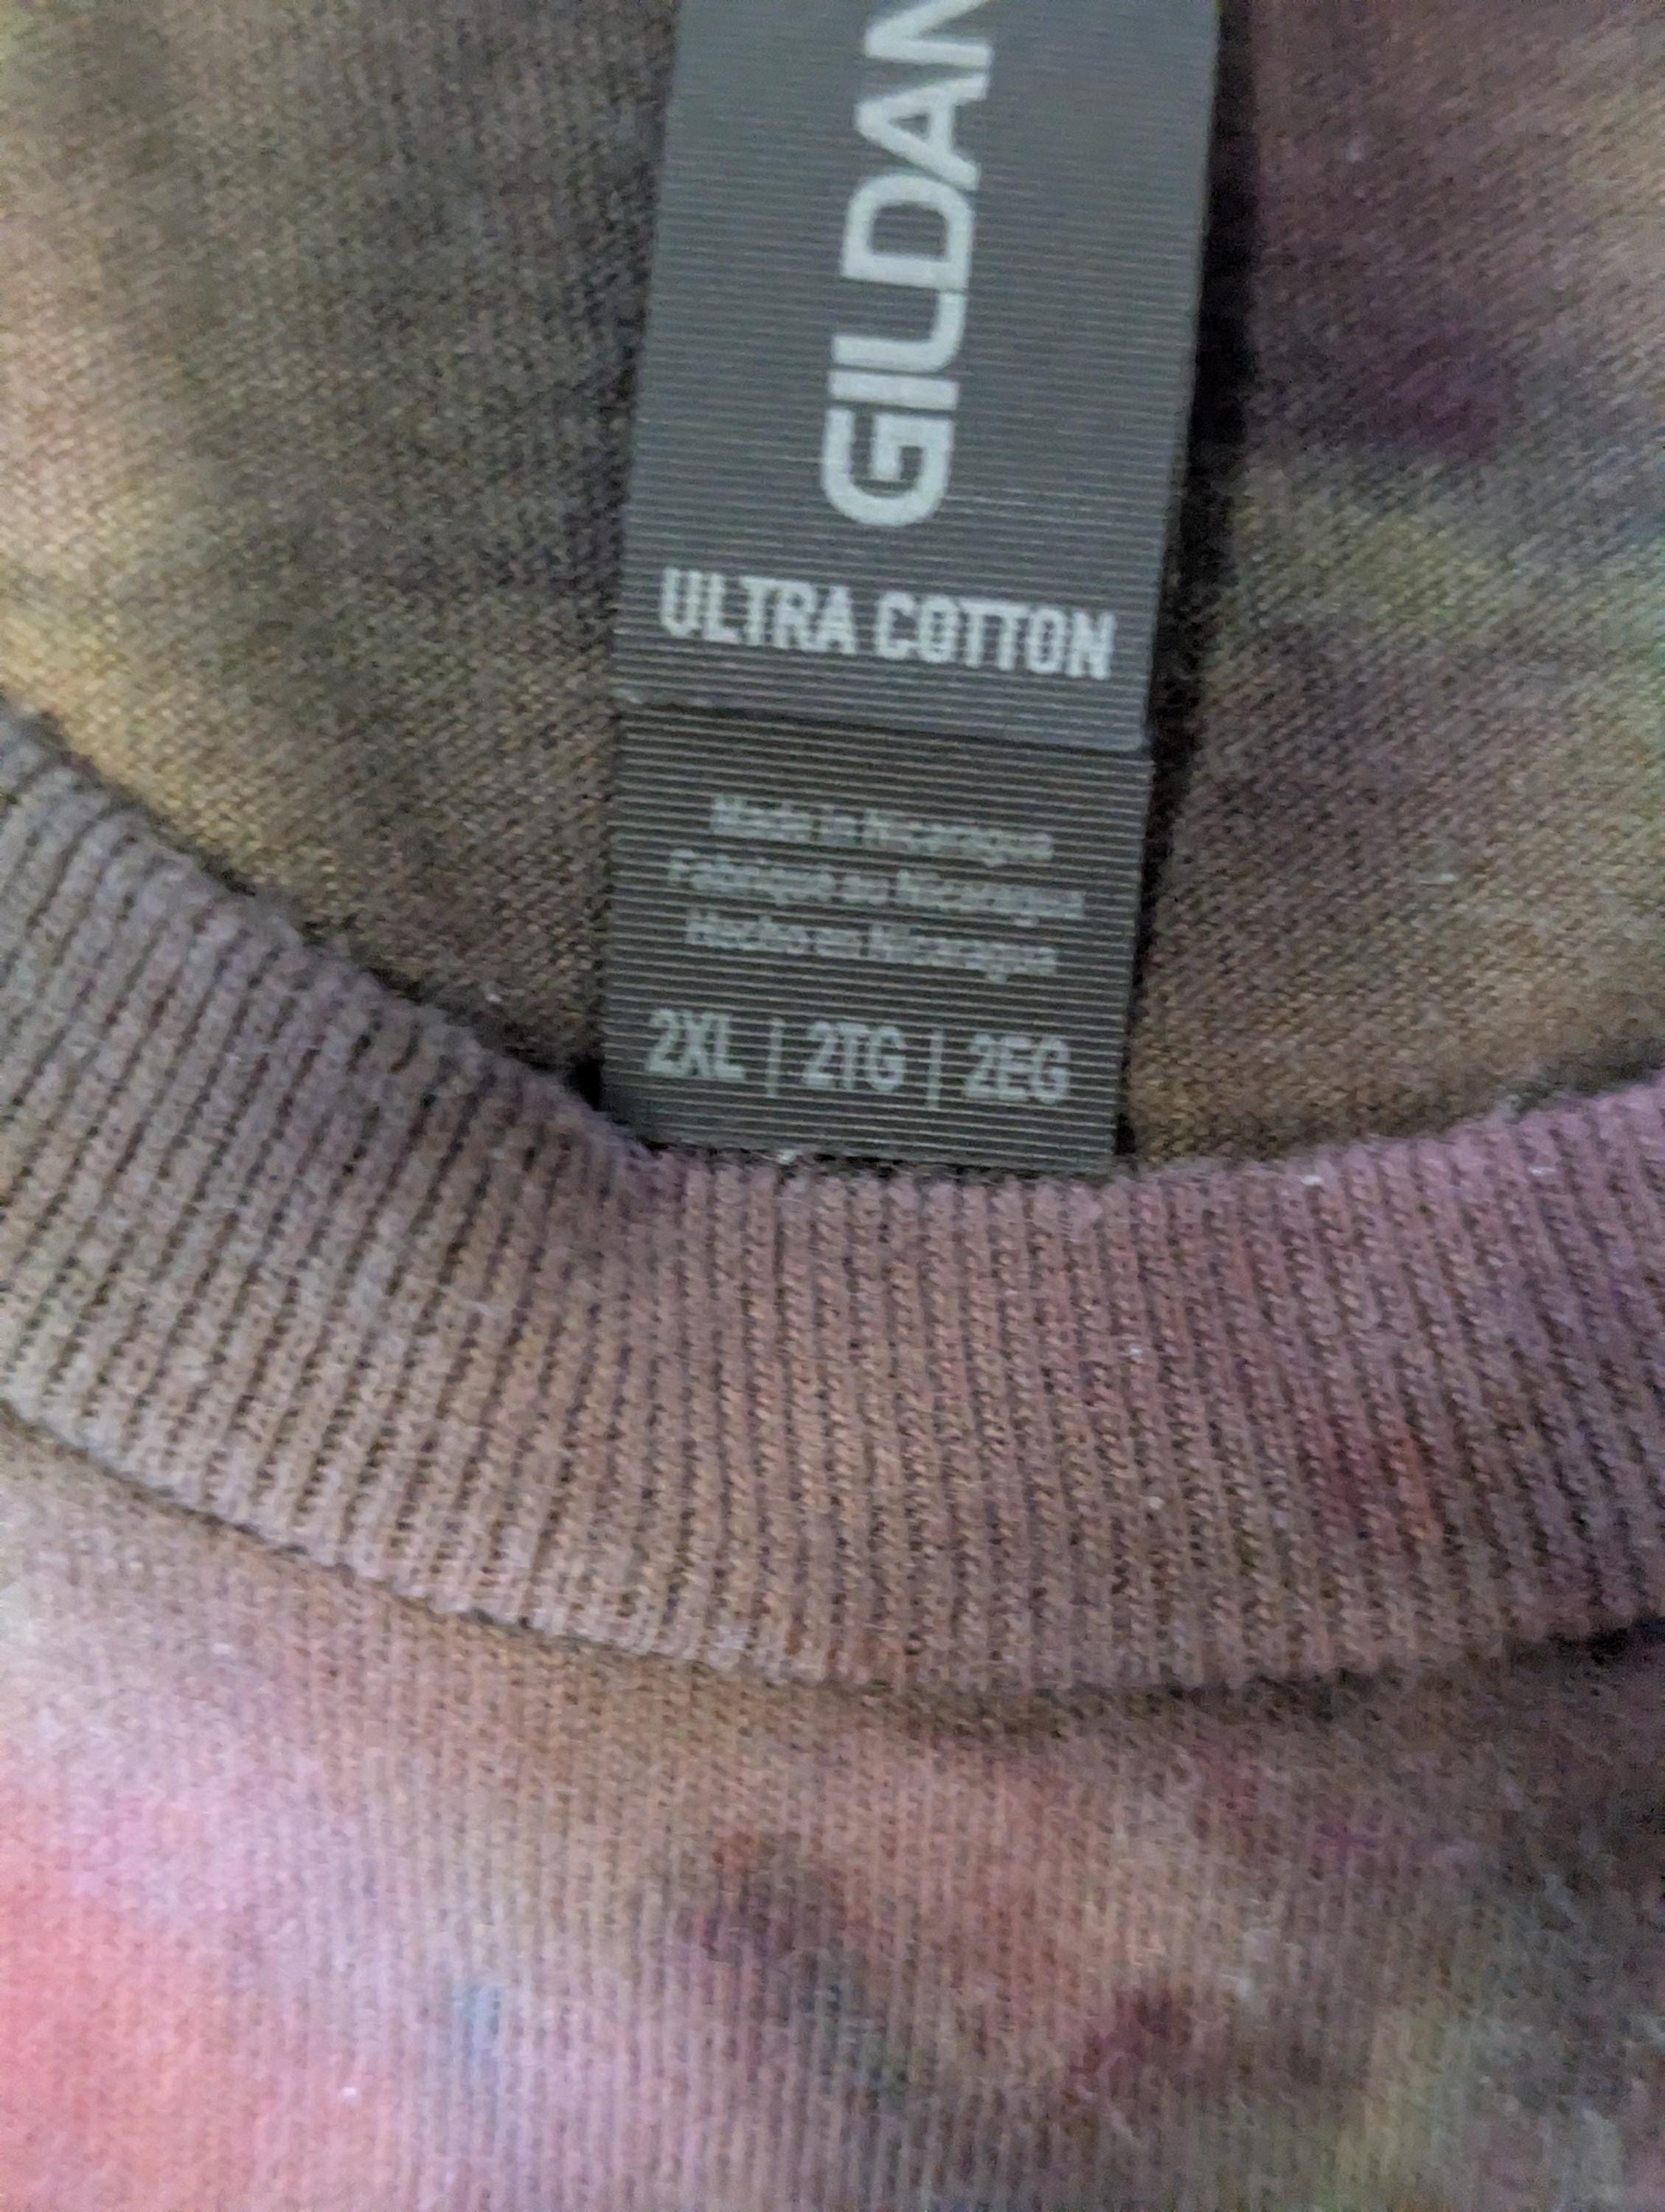 GILDAN
ULTRA COTTON
Made in Nicaragua
Fabriqué au Nicaragua
Hecho en Nicaragua
2XL | 2TG | 2EG